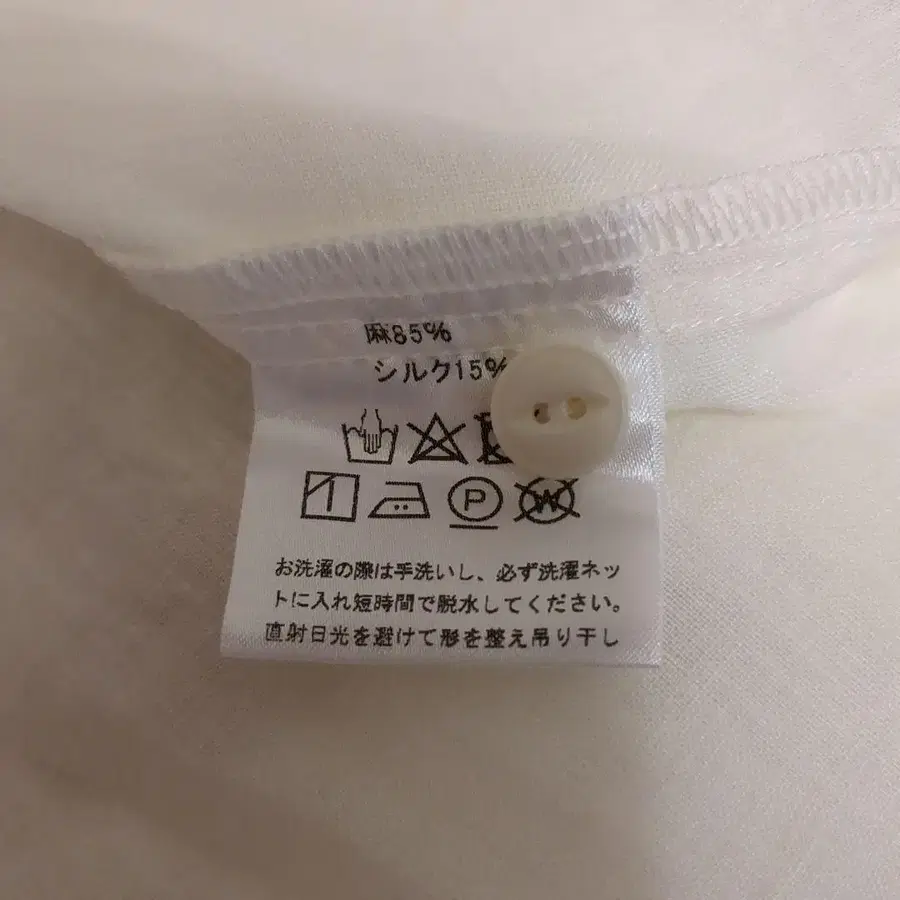 麻85%
シルク15%
P
W
お洗濯の際は手洗いし、必ず洗濯ネッ
トに入れ短時間で脱水してください。
直射日光を避けて形を整え吊り干し